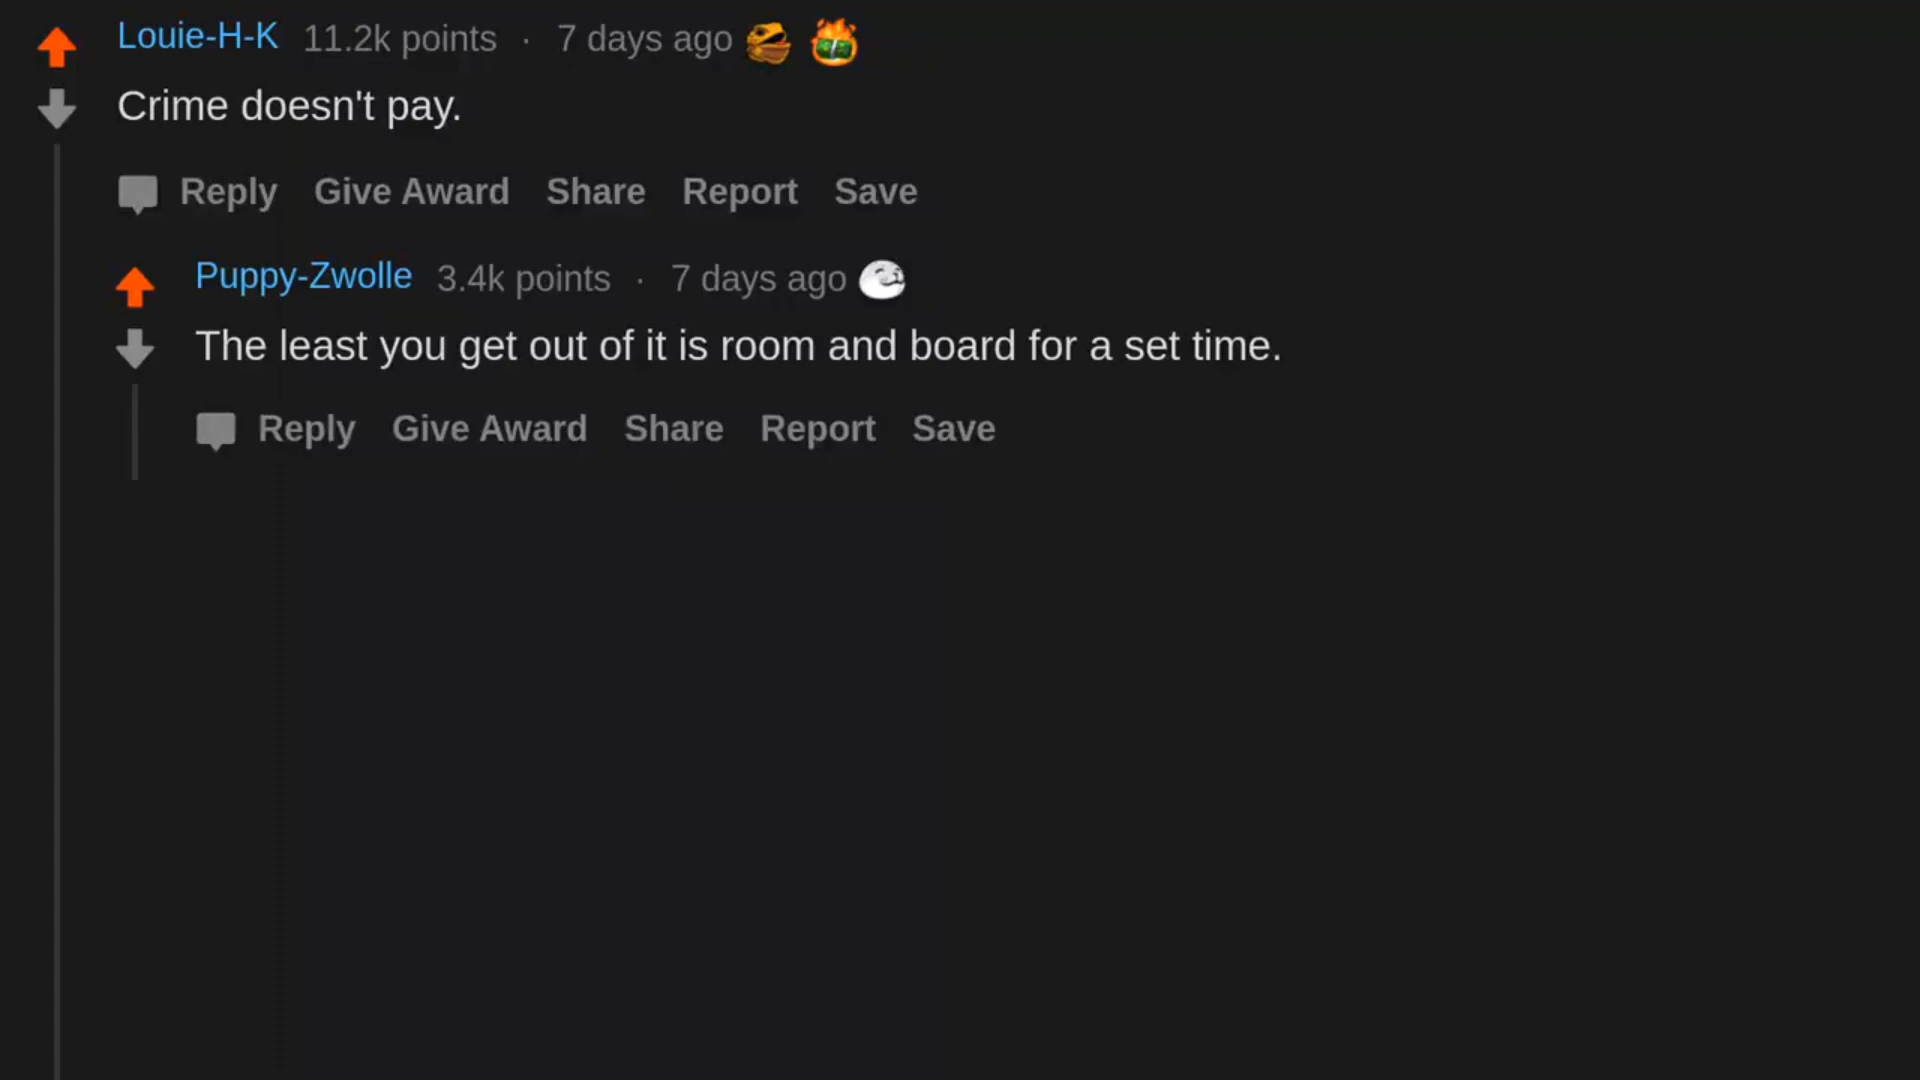 Louie-H-K 11.2k points · 7 days ago
Crime doesn't pay.
Reply Give Award Share Report Save
Puppy-Zwolle 3.4k points · 7 days ago
The least you get out of it is room and board for a set time.
Reply Give Award Share Report Save